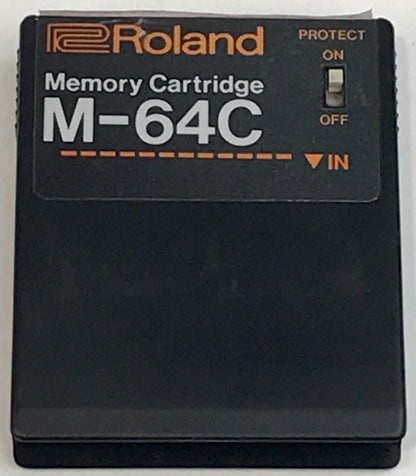 Roland
Memory Cartridge
M-64C
PROTECT
ON
OFF
▼IN